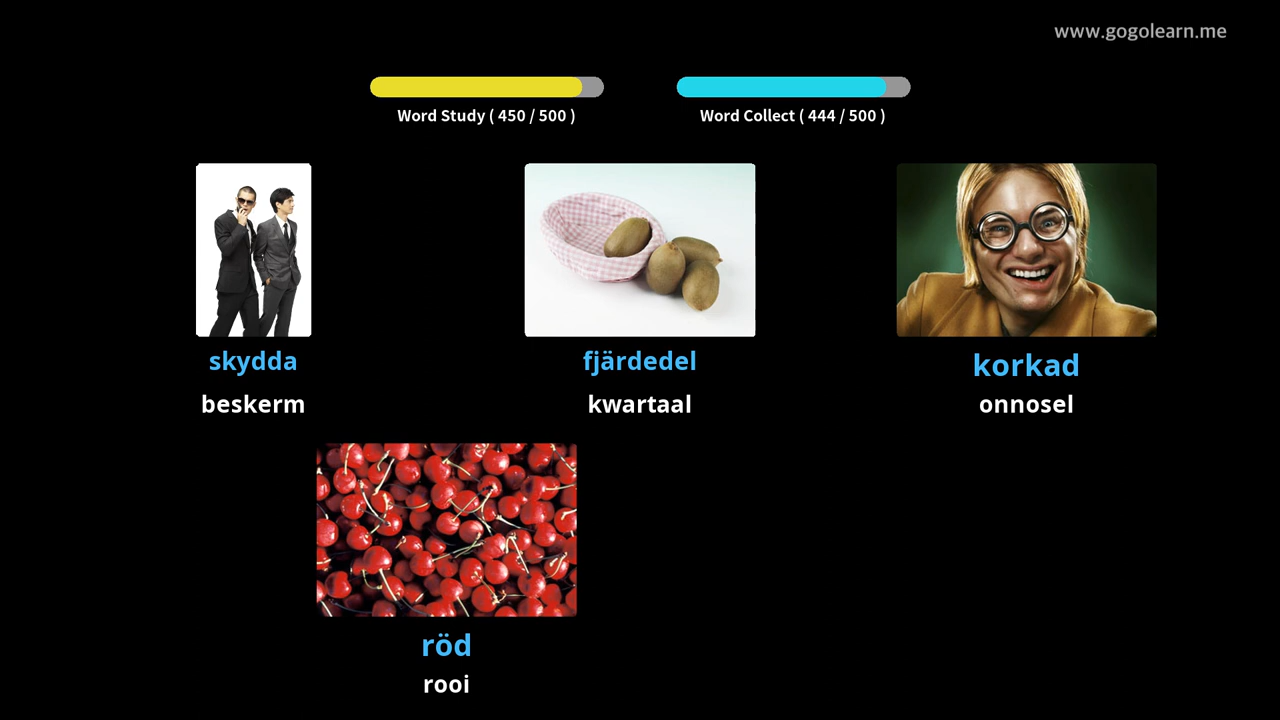 www.gogolearn.me
Word Study ( 450 / 500 )
Word Collect ( 444 / 500 )
skydda
fjärdedel
korkad
beskerm
kwartaal
onnosel
röd
rooi